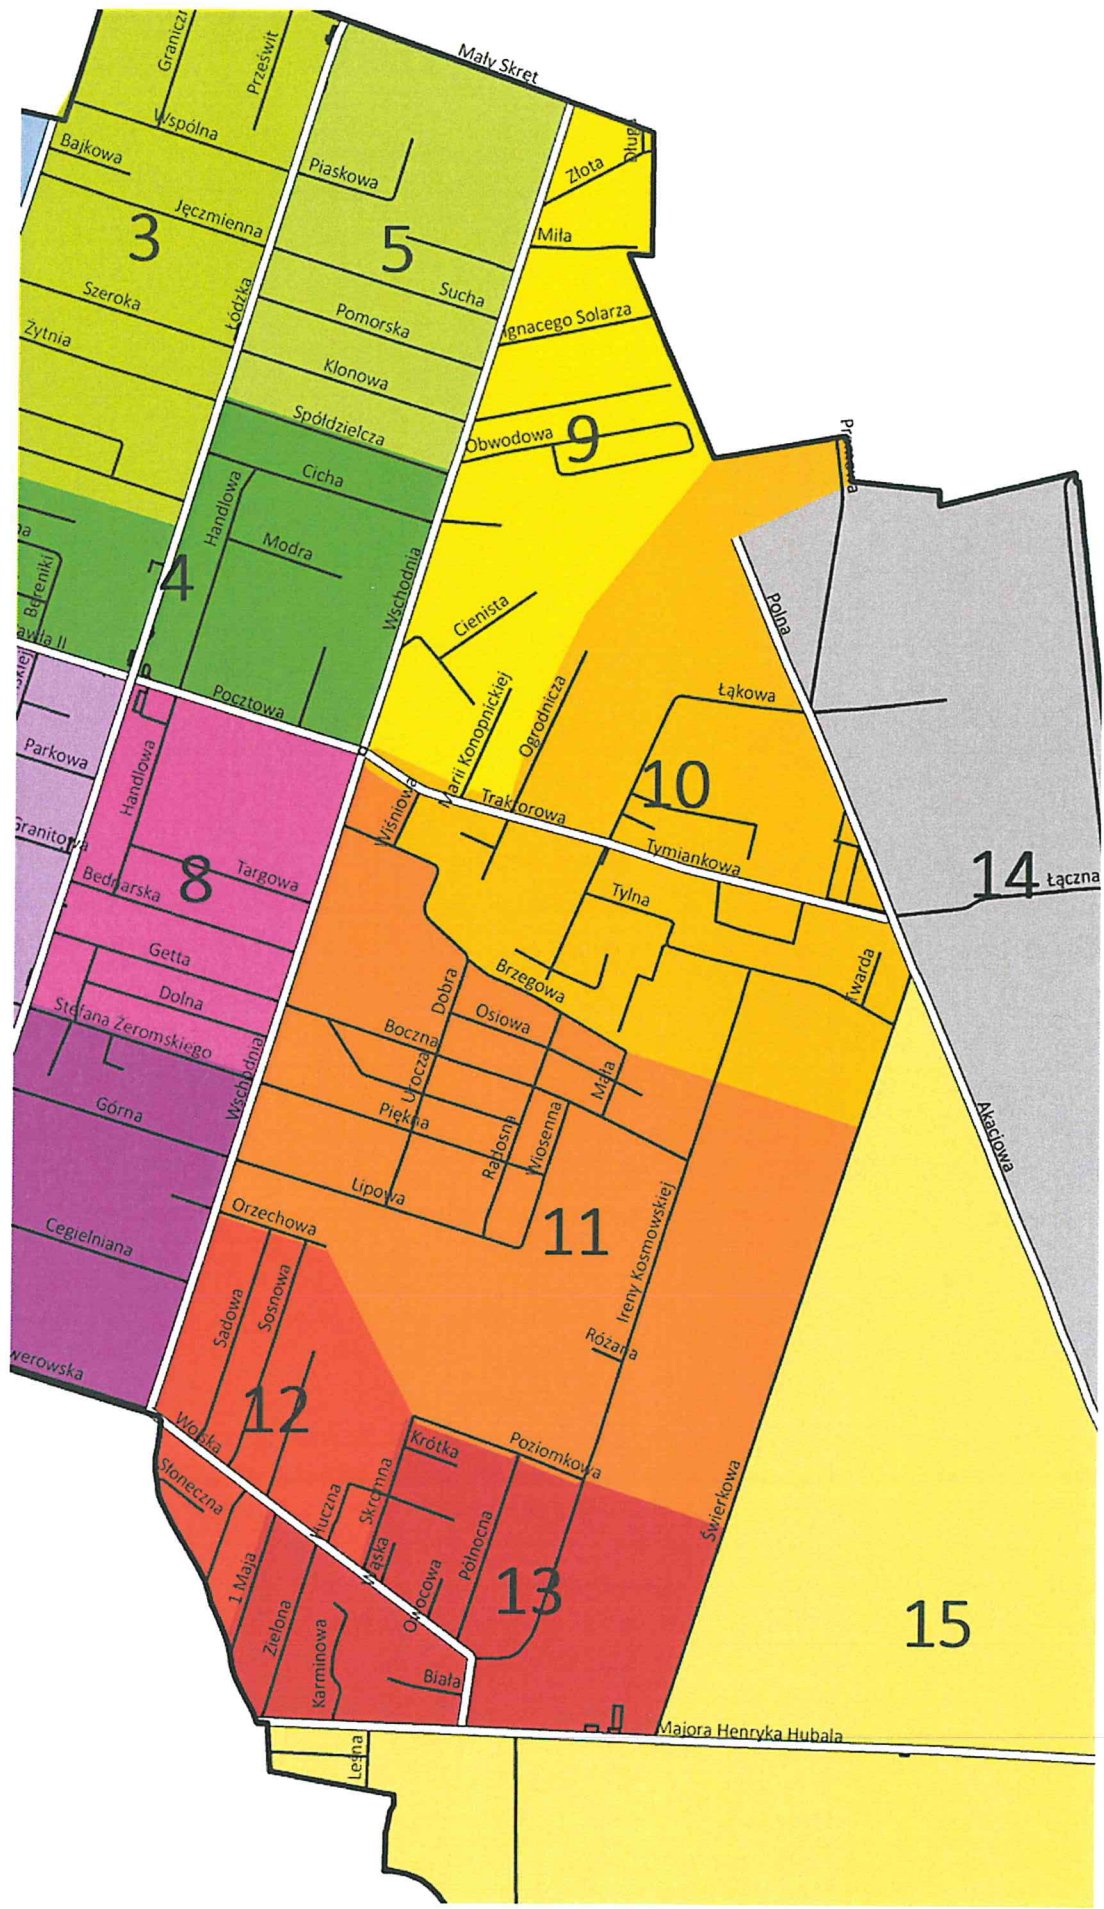 Mały Skręt
Prześwit
Wspólna
Bajkowa
Piaskowa
Złota
Jęczmienna
3
5
Miła
Szeroka
Łódzka
Sucha
Pomorska
Ignacego Solarza
Żytnia
Klonowa
Spółdzielcza
Obwodowa
9
Cicha
Handlowa
Modra
4
Bereniki
Wschodnia
Cienista
Polna
Pocztowa
Marii Konopnickiej
Ogrodnicza
Łąkowa
10
Parkowa
Handlowa
Wiśniowa
Traktorowa
Tymiankowa
Granitowa
8
Targowa
Bednarska
Tylna
14
Łączna
Getta
Dolna
Stefana Żeromskiego
Dobra
Brzegowa
Osiowa
Twarda
Boczna
Urocza
Mała
Wschodnia
Górna
Piękna
Radosna
Wiosenna
Akacjowa
Lipowa
Orzechowa
11
Ireny Kosmowskiej
Cegielniana
Sadowa
Sosnowa
Różana
werowska
12
Wolska
Krótka
Poziomkowa
Słoneczna
Skromna
Świerkowa
1 Maja
Zielona
Wąska
Owocowa
Północna
13
15
Karminowa
Biała
Majora Henryka Hubala
Leśna